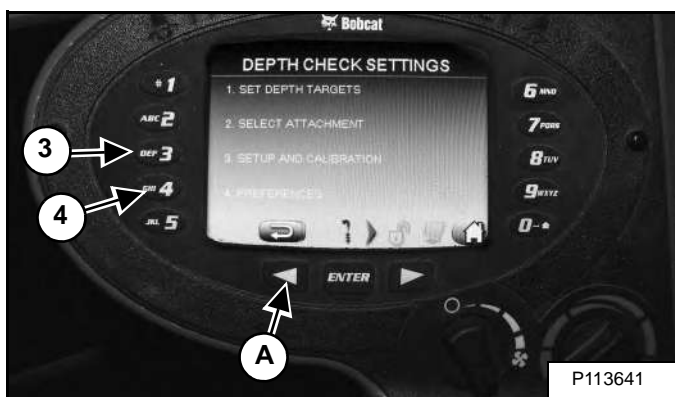 Bobcat
DEPTH CHECK SETTINGS
1. SET DEPTH TARGETS
2. SELECT ATTACHMENT
3. SETUP AND CALIBRATION
4. PREFERENCES
* 1
ABC 2
DEF 3
GHI 4
JKL 5
6 MNO
7 PQRS
8 TUV
9 WXYZ
0-
ENTER
3
4
A
P113641